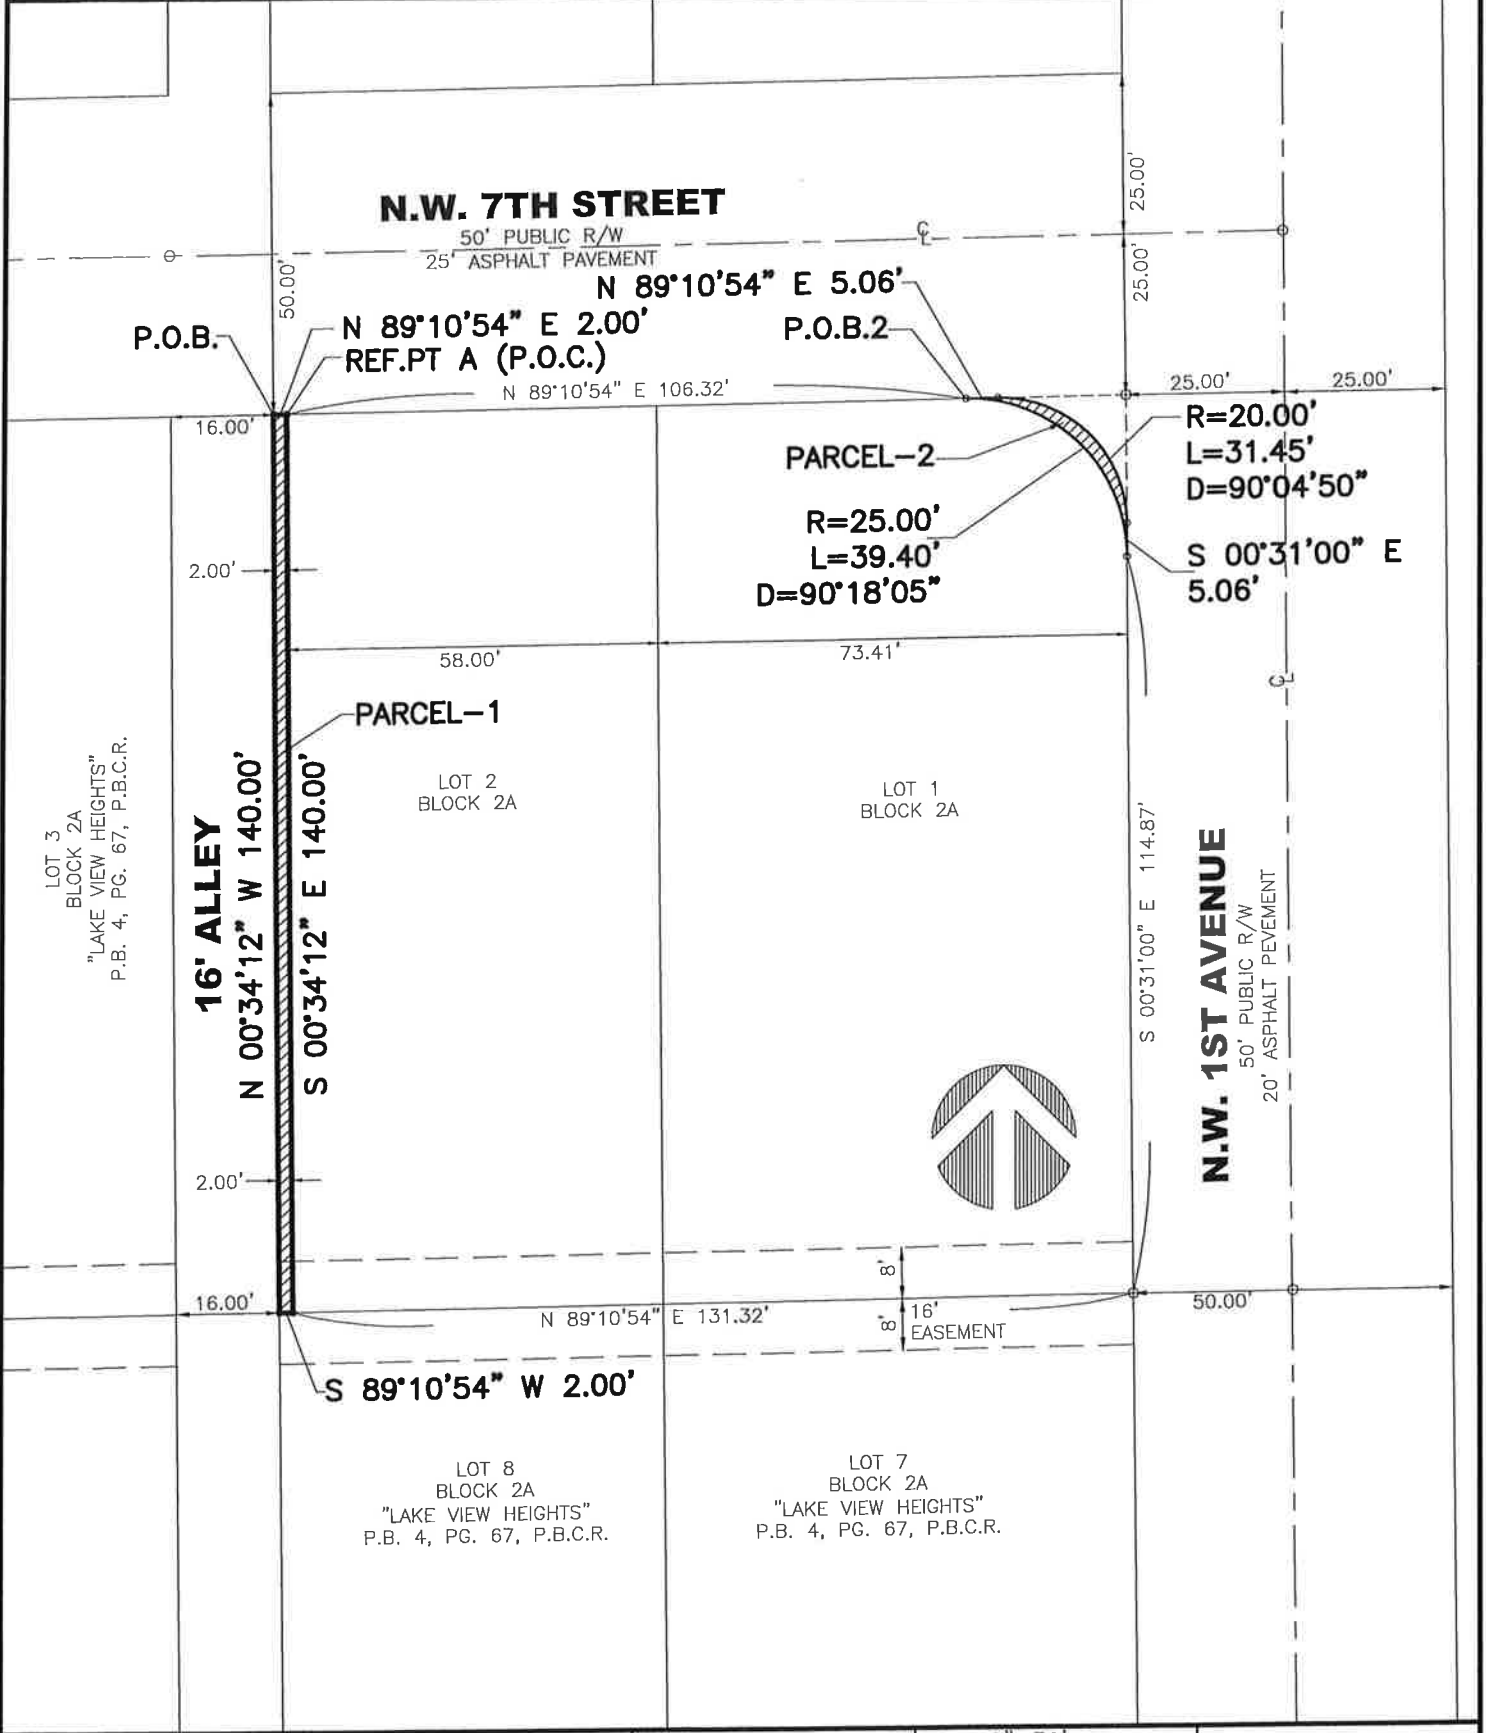 N.W. 7TH STREET
50' PUBLIC R/W
25' ASPHALT PAVEMENT
℄
25.00'
25.00'
50.00'
N 89°10'54" E 5.06'
P.O.B.
N 89°10'54" E 2.00'
REF.PT A (P.O.C.)
P.O.B.2
N 89°10'54" E 106.32'
25.00'
25.00'
16.00'
PARCEL-2
R=20.00'
L=31.45'
D=90°04'50"
R=25.00'
L=39.40'
D=90°18'05"
S 00°31'00" E
5.06'
2.00'
58.00'
73.41'
℄
PARCEL-1
LOT 3
BLOCK 2A
"LAKE VIEW HEIGHTS"
P.B. 4, PG. 67, P.B.C.R.
16' ALLEY
N 00°34'12" W 140.00'
S 00°34'12" E 140.00'
LOT 2
BLOCK 2A
LOT 1
BLOCK 2A
S 00°31'00" E 114.87'
N.W. 1ST AVENUE
50' PUBLIC R/W
20' ASPHALT PEVEMENT
2.00'
16.00'
N 89°10'54" E 131.32'
8'
8'
16'
EASEMENT
50.00'
S 89°10'54" W 2.00'
LOT 8
BLOCK 2A
"LAKE VIEW HEIGHTS"
P.B. 4, PG. 67, P.B.C.R.
LOT 7
BLOCK 2A
"LAKE VIEW HEIGHTS"
P.B. 4, PG. 67, P.B.C.R.